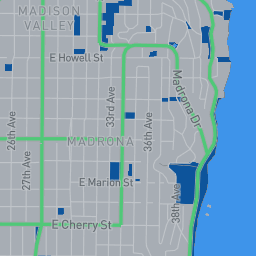 MADISON
VALLEY
E Howell St
Madrona Dr
33rd Ave
36th Ave
26th Ave
MADRONA
27th Ave
E Marion St
38th Ave
E Cherry St